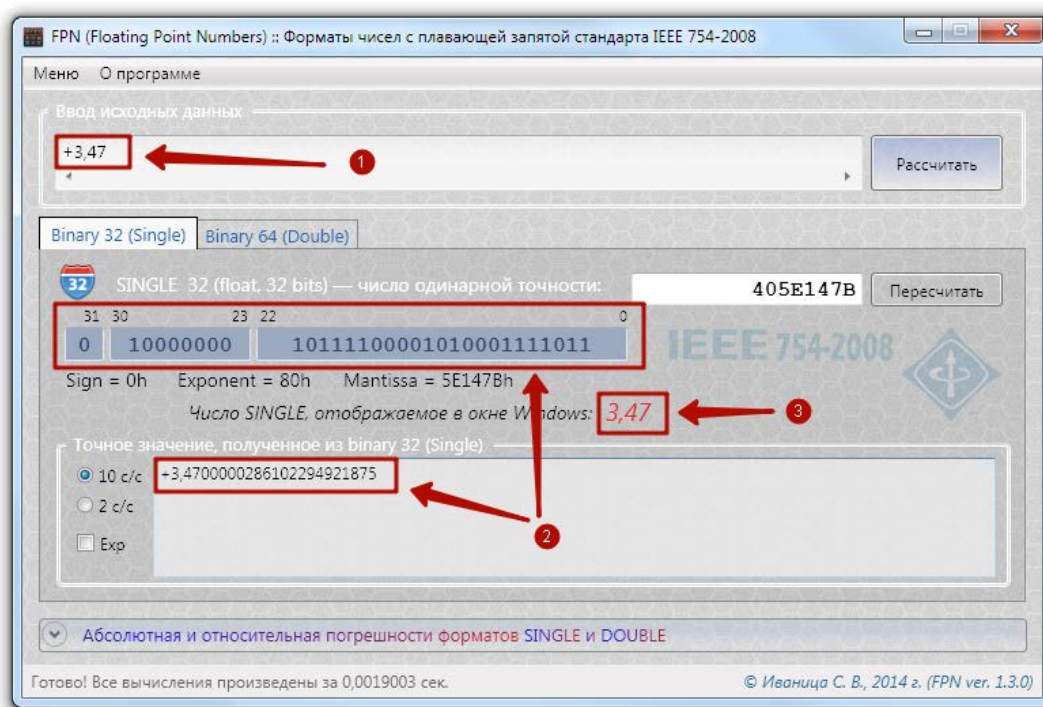 FPN (Floating Point Numbers) :: Форматы чисел с плавающей запятой стандарта IEEE 754-2008
Меню О программе
Ввод исходных данных
+3,47
1
Рассчитать
Binary 32 (Single) Binary 64 (Double)
32 SINGLE 32 (float, 32 bits) — число одинарной точности: 405E147B Пересчитать
31 30 23 22 0
0 10000000 10111100001010001111011
IEEE 754-2008
Sign = 0h Exponent = 80h Mantissa = 5E147Bh
Число SINGLE, отображаемое в окне Windows: 3,47
3
Точное значение, полученное из binary 32 (Single)
10 с/с +3,4700000286102294921875
2 с/с
2
Exp
Абсолютная и относительная погрешности форматов SINGLE и DOUBLE
Готово! Все вычисления произведены за 0,0019003 сек. © Иваница С. В., 2014 г. (FPN ver. 1.3.0)